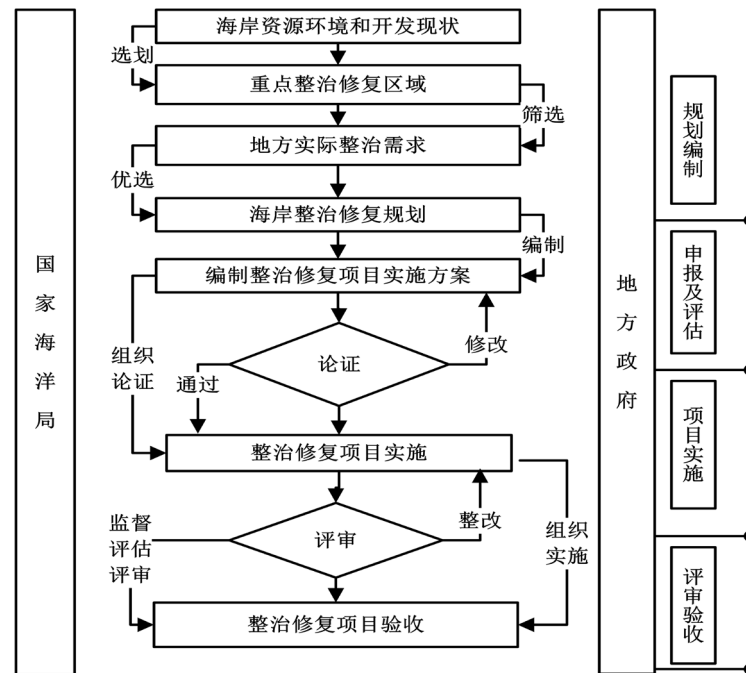 海岸资源环境和开发现状
选划
重点整治修复区域
筛选
地方实际整治需求
优选
海岸整治修复规划
编制
编制整治修复项目实施方案
论证
修改
组织
论证
通过
整治修复项目实施
评审
整改
监督
评估
评审
组织
实施
整治修复项目验收
国家海洋局
地方政府
规划编制
申报及评估
项目实施
评审验收